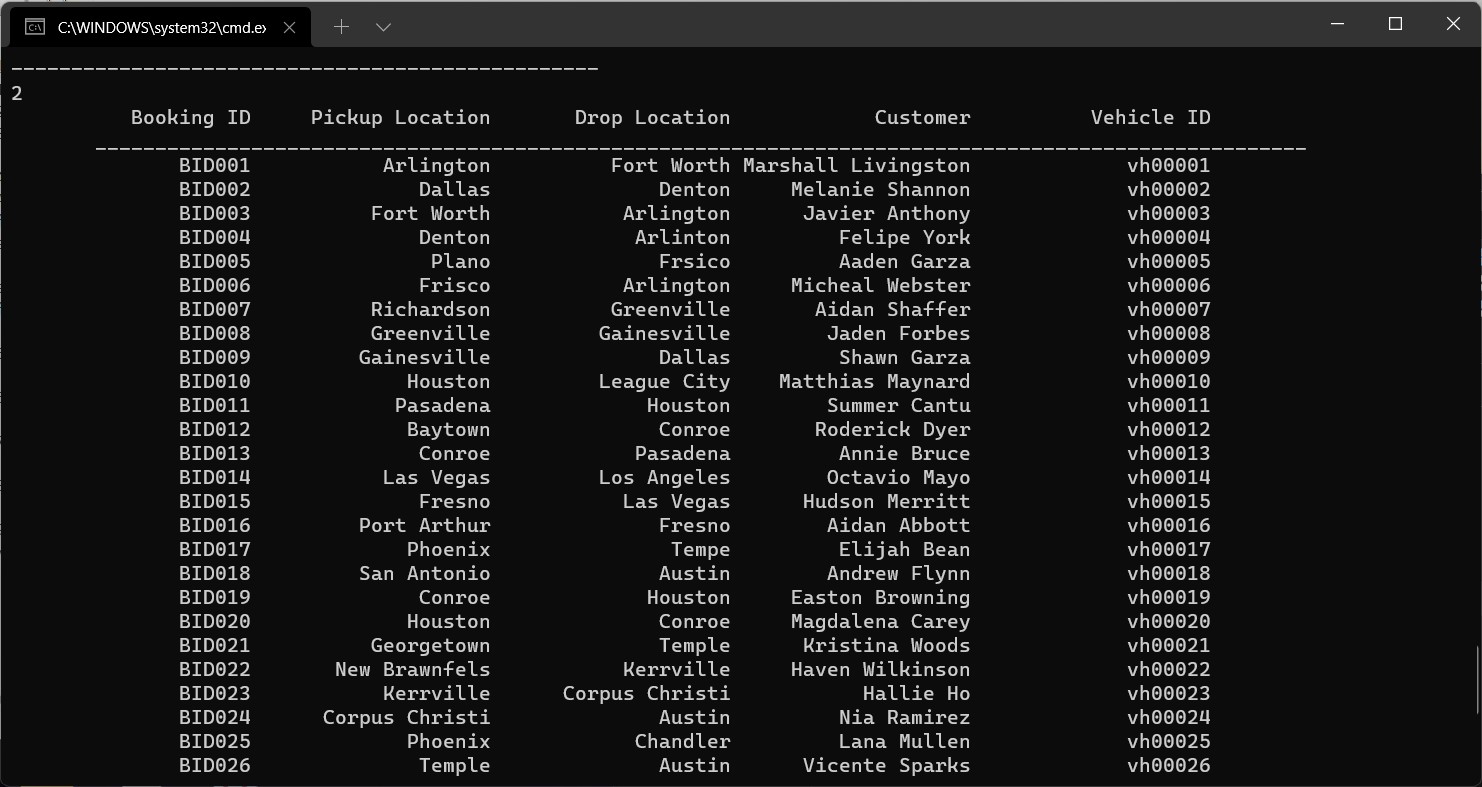 C:\WINDOWS\system32\cmd.ex
------------------------------------------------
2
Booking ID Pickup Location Drop Location Customer Vehicle ID
_____________________________________________________________________________________________________
BID001 Arlington Fort Worth Marshall Livingston vh00001
BID002 Dallas Denton Melanie Shannon vh00002
BID003 Fort Worth Arlington Javier Anthony vh00003
BID004 Denton Arlinton Felipe York vh00004
BID005 Plano Frsico Aaden Garza vh00005
BID006 Frisco Arlington Micheal Webster vh00006
BID007 Richardson Greenville Aidan Shaffer vh00007
BID008 Greenville Gainesville Jaden Forbes vh00008
BID009 Gainesville Dallas Shawn Garza vh00009
BID010 Houston League City Matthias Maynard vh00010
BID011 Pasadena Houston Summer Cantu vh00011
BID012 Baytown Conroe Roderick Dyer vh00012
BID013 Conroe Pasadena Annie Bruce vh00013
BID014 Las Vegas Los Angeles Octavio Mayo vh00014
BID015 Fresno Las Vegas Hudson Merritt vh00015
BID016 Port Arthur Fresno Aidan Abbott vh00016
BID017 Phoenix Tempe Elijah Bean vh00017
BID018 San Antonio Austin Andrew Flynn vh00018
BID019 Conroe Houston Easton Browning vh00019
BID020 Houston Conroe Magdalena Carey vh00020
BID021 Georgetown Temple Kristina Woods vh00021
BID022 New Brawnfels Kerrville Haven Wilkinson vh00022
BID023 Kerrville Corpus Christi Hallie Ho vh00023
BID024 Corpus Christi Austin Nia Ramirez vh00024
BID025 Phoenix Chandler Lana Mullen vh00025
BID026 Temple Austin Vicente Sparks vh00026